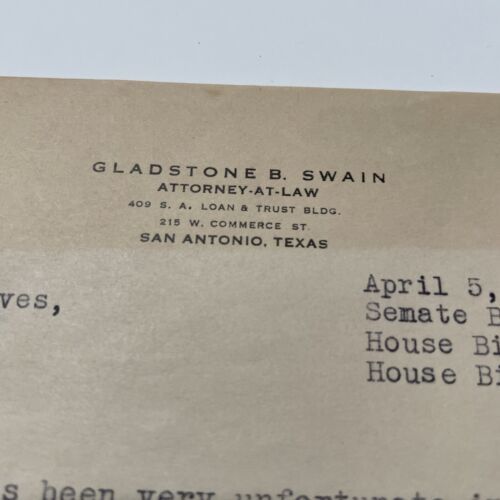 GLADSTONE B. SWAIN
ATTORNEY-AT-LAW
409 S. A. LOAN & TRUST BLDG.
215 W. COMMERCE ST.
SAN ANTONIO, TEXAS
April 5,
ves,
Semate B
House Bi
House Bi
s been very unfortunate